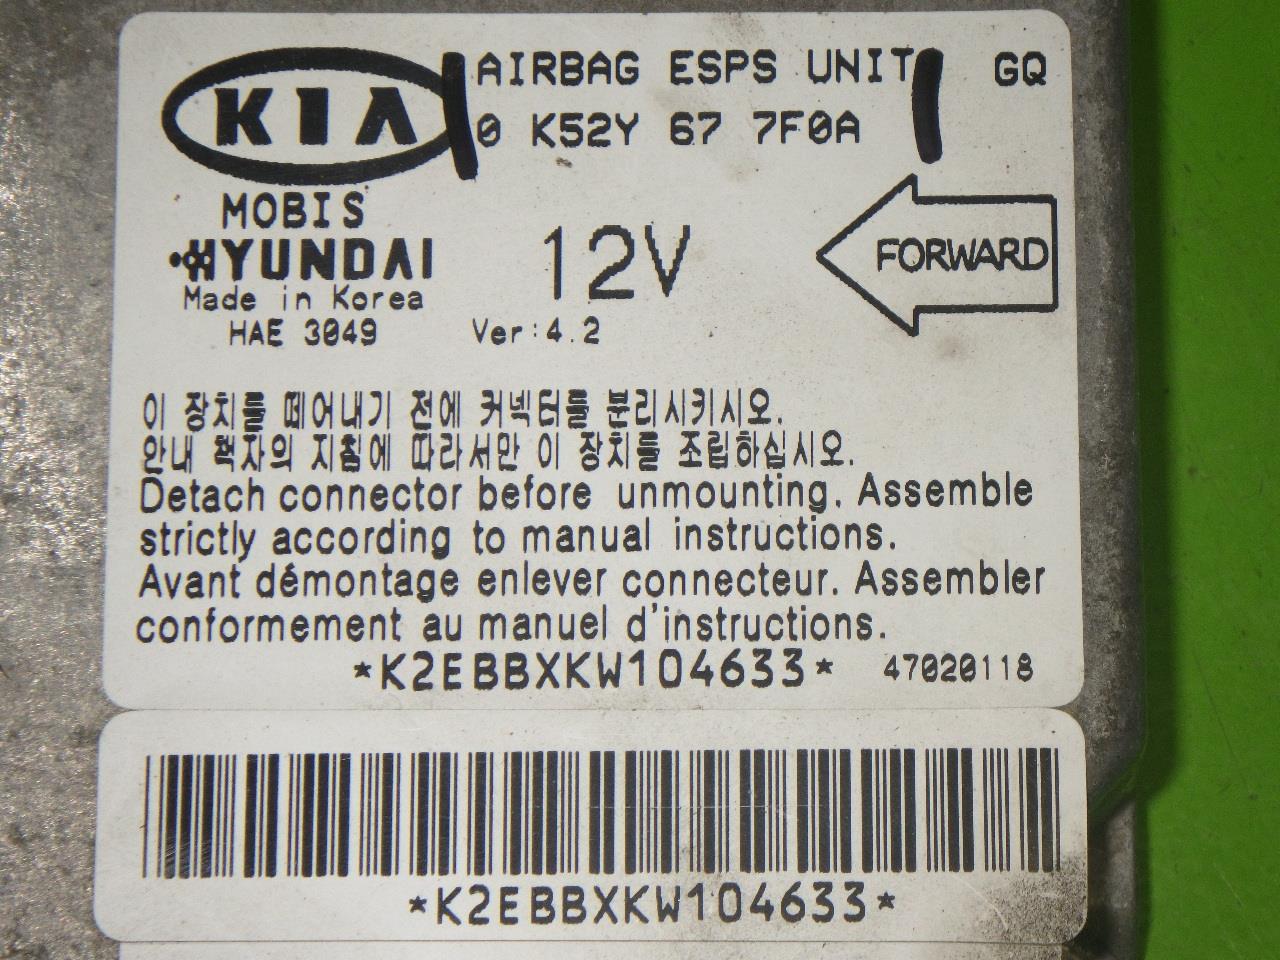 KIA
AIRBAG ESPS UNIT GQ
0 K52Y 67 7F0A
MOBIS
HYUNDAI
Made in Korea
HAE 3049
12V
Ver:4.2
FORWARD
이 장치를 떼어내기 전에 커넥터를 분리시키시오.
안내 책자의 지침에 따라서만 이 장치를 조립하십시오.
Detach connector before unmounting. Assemble
strictly according to manual instructions.
Avant démontage enlever connecteur. Assembler
conformement au manuel d'instructions.
*K2EBBXKW104633* 47020118
*K2EBBXKW104633*